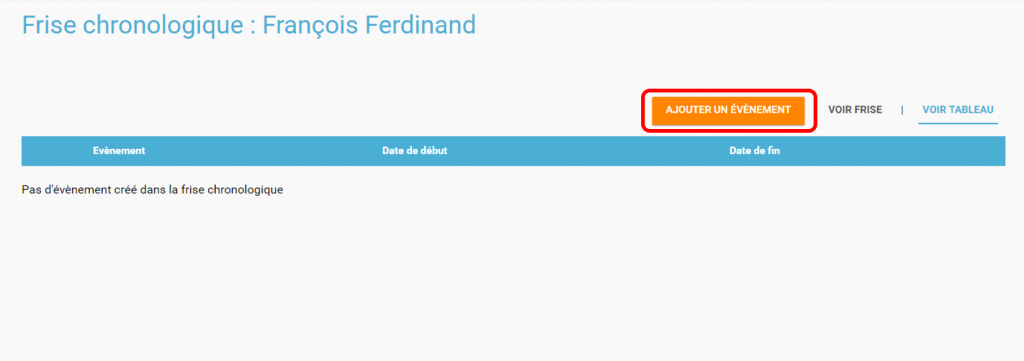 Frise chronologique : François Ferdinand
AJOUTER UN ÉVÈNEMENT VOIR FRISE | VOIR TABLEAU
Evènement Date de début Date de fin
Pas d'évènement créé dans la frise chronologique